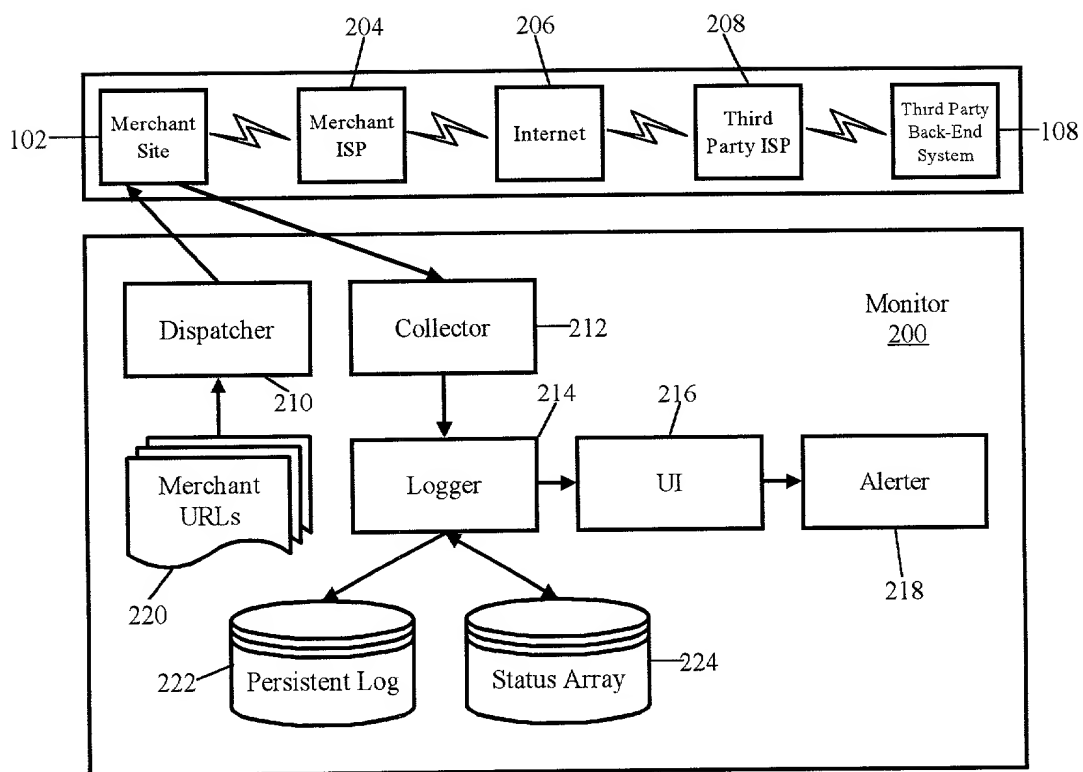 204
206
208
102
Merchant
Site
Merchant
ISP
Internet
Third
Party ISP
Third Party
Back-End
System
108
Dispatcher
210
Collector
212
Monitor
200
Merchant
URLs
220
214
Logger
216
UI
Alerter
218
222
Persistent Log
Status Array
224